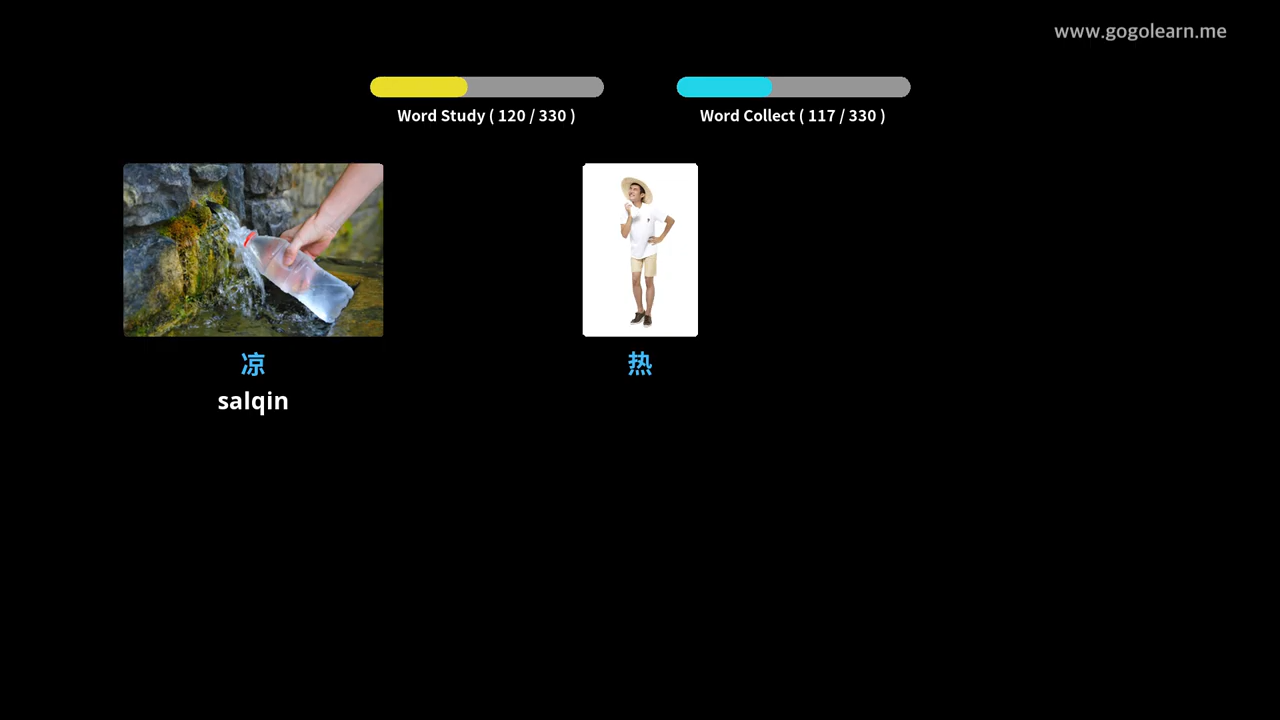 www.gogolearn.me
Word Study ( 120 / 330 )
Word Collect ( 117 / 330 )
凉
热
salqin